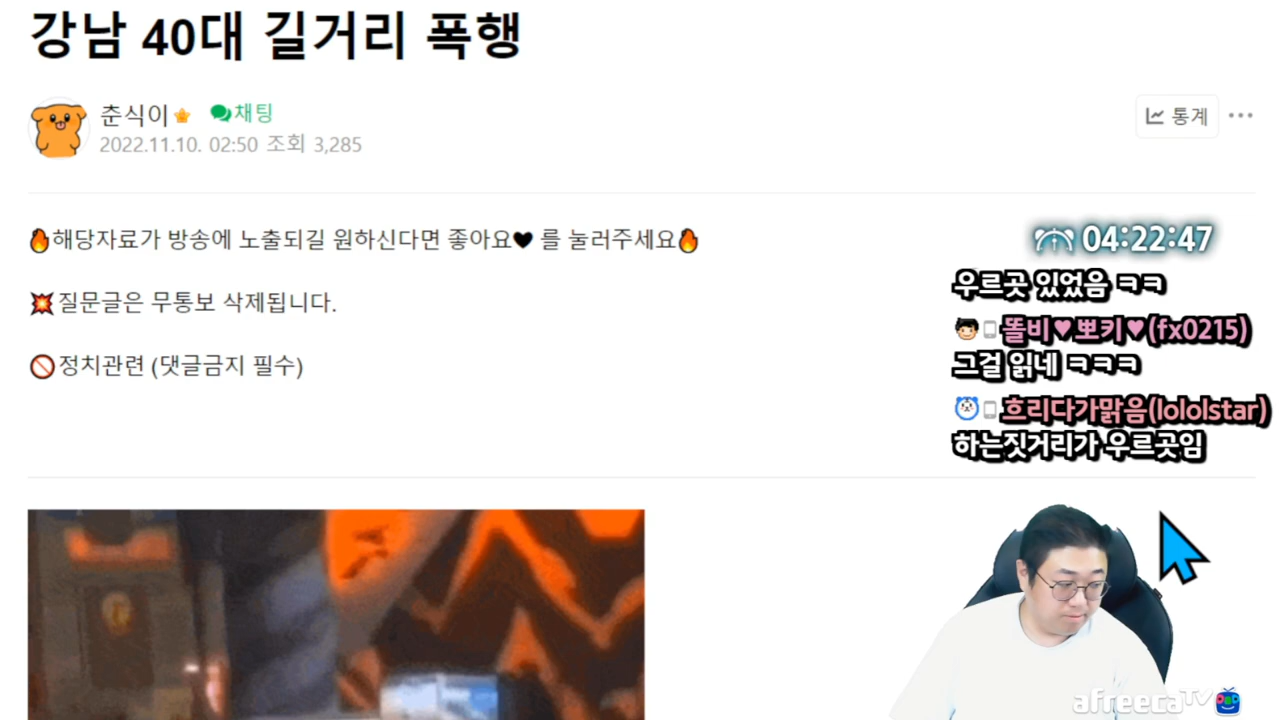 강남 40대 길거리 폭행
춘식이 채팅
2022.11.10. 02:50 조회 3,285
통계
해당자료가 방송에 노출되길 원하신다면 좋아요🖤 를 눌러주세요
질문글은 무통보 삭제됩니다.
정치관련 (댓글금지 필수)
04:22:47
우르곳 있었음 ㅋㅋ
똘비♥뽀키♥(fx0215)
그걸 읽네 ㅋㅋㅋ
흐리다가맑음(lololstar)
하는짓거리가 우르곳임
afreecaTV